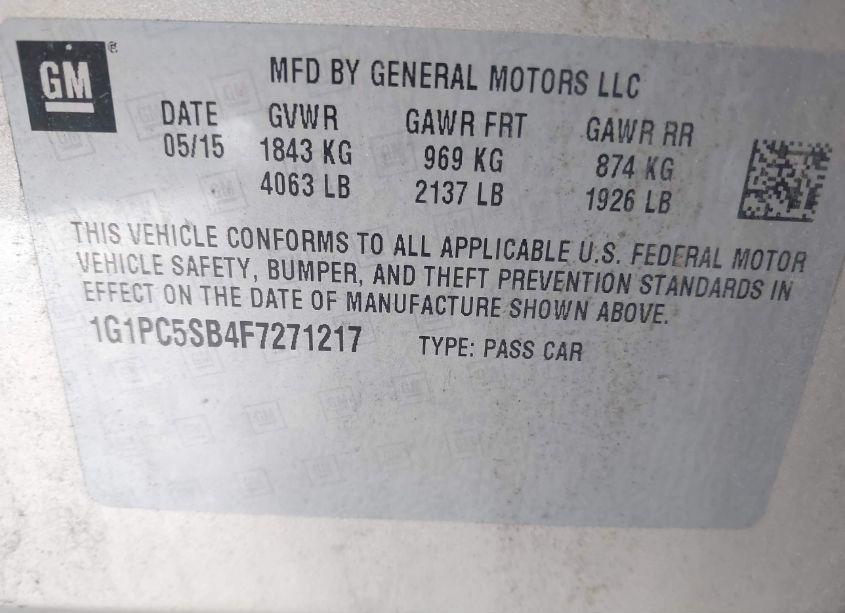 GM ®
MFD BY GENERAL MOTORS LLC
DATE GVWR GAWR FRT GAWR RR
05/15 1843 KG 969 KG 874 KG
4063 LB 2137 LB 1926 LB
THIS VEHICLE CONFORMS TO ALL APPLICABLE U.S. FEDERAL MOTOR
VEHICLE SAFETY, BUMPER, AND THEFT PREVENTION STANDARDS IN
EFFECT ON THE DATE OF MANUFACTURE SHOWN ABOVE.
1G1PC5SB4F7271217 TYPE: PASS CAR